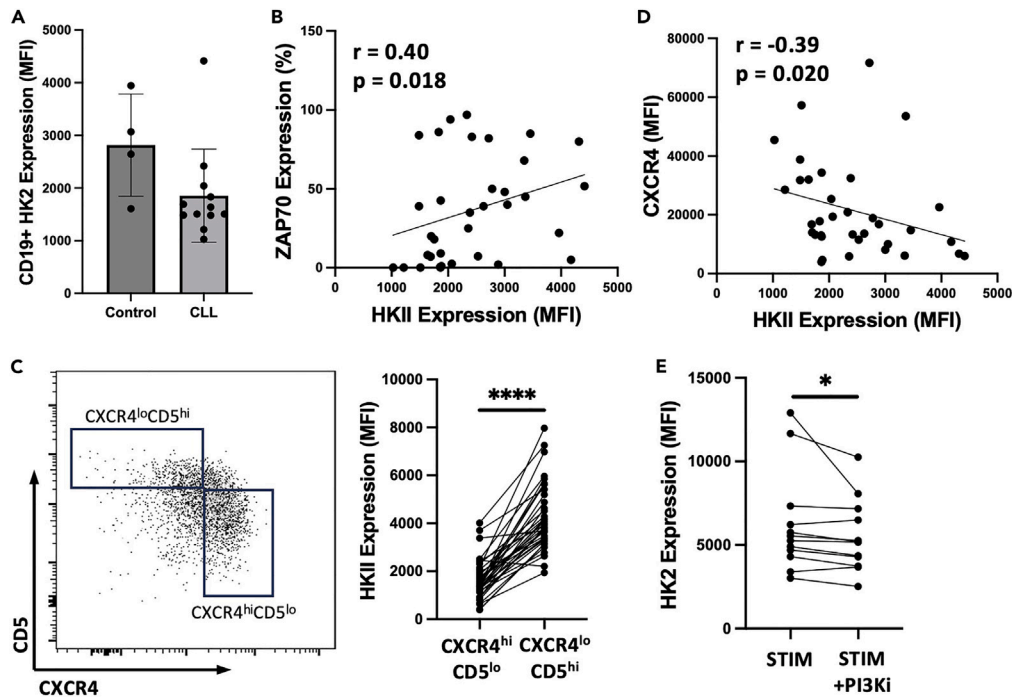 A
CD19+ HK2 Expression (MFI)
5000
4000
3000
2000
1000
0
Control
CLL
B
ZAP70 Expression (%)
150
100
50
0
r = 0.40
p = 0.018
0
1000
2000
3000
4000
5000
HKII Expression (MFI)
D
CXCR4 (MFI)
80000
60000
40000
20000
0
r = -0.39
p = 0.020
0
1000
2000
3000
4000
5000
HKII Expression (MFI)
C
CD5
CXCR4loCD5hi
CXCR4hiCD5lo
CXCR4
HKII Expression (MFI)
10000
8000
6000
4000
2000
0
****
CXCR4hi
CD5lo
CXCR4lo
CD5hi
E
HK2 Expression (MFI)
15000
10000
5000
0
*
STIM
STIM
+PI3Ki